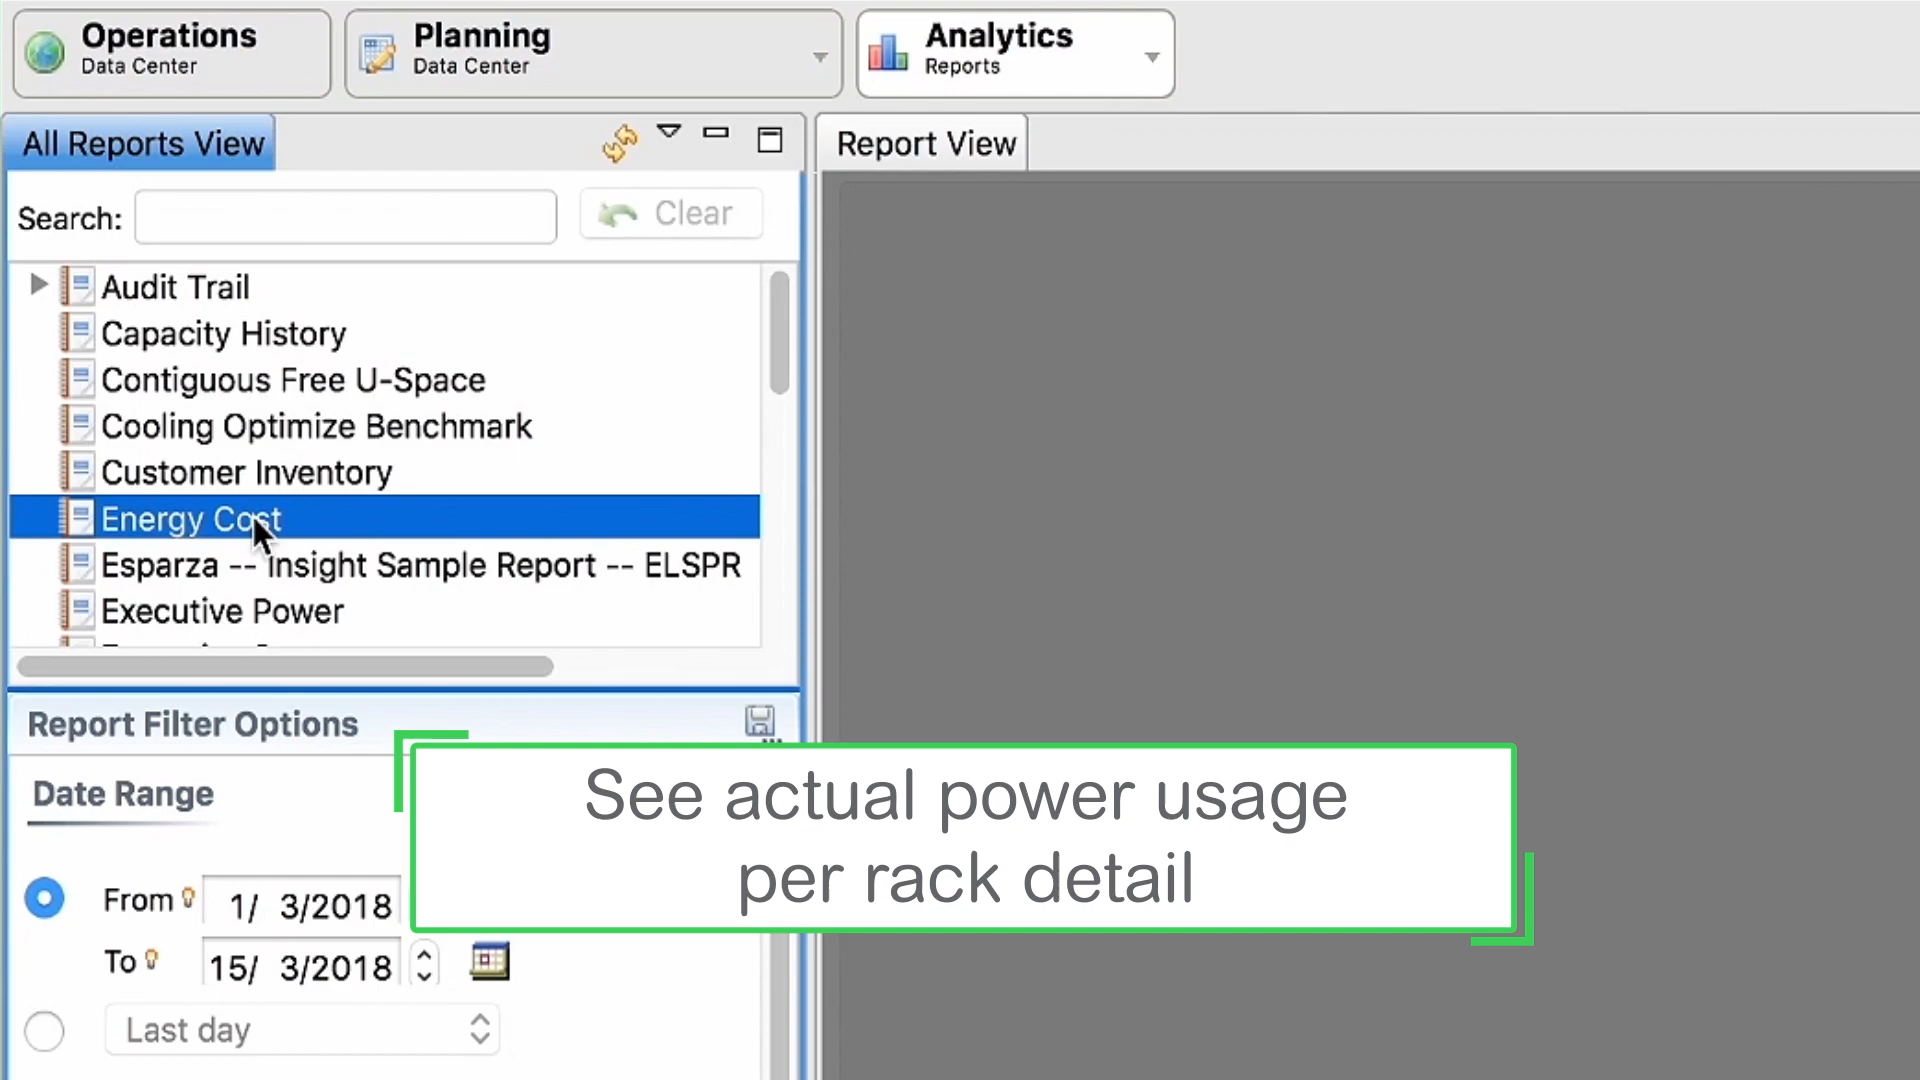 Operations
Data Center
Planning
Data Center
Analytics
Reports
All Reports View
Report View
Search:
Clear
Audit Trail
Capacity History
Contiguous Free U-Space
Cooling Optimize Benchmark
Customer Inventory
Energy Cost
Esparza -- Insight Sample Report -- ELSPR
Executive Power
Report Filter Options
Date Range
From 1/ 3/2018
To 15/ 3/2018
Last day
See actual power usage
per rack detail